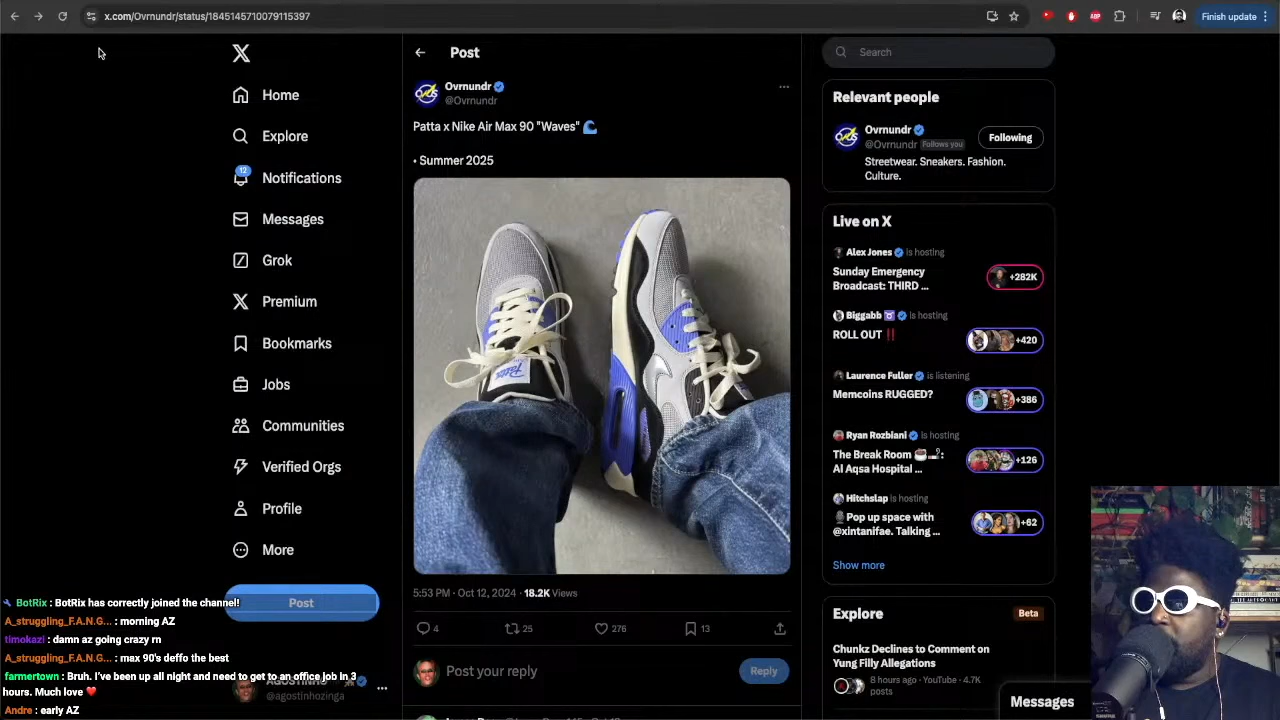 x.com/Ovrnundr/status/1845145710079115397
Finish update
Home
Explore
12
Notifications
Messages
Grok
Premium
Bookmarks
Jobs
Communities
Verified Orgs
Profile
More
Post
@agostinhozinga
Post
Ovrnundr
@Ovrnundr
Patta x Nike Air Max 90 "Waves" 🌊
• Summer 2025
Patta
5:53 PM · Oct 12, 2024 · 18.2K Views
4
25
276
13
Post your reply
Reply
Search
Relevant people
Ovrnundr
@Ovrnundr Follows you
Following
Streetwear. Sneakers. Fashion.
Culture.
Live on X
Alex Jones is hosting
Sunday Emergency
Broadcast: THIRD ...
+282K
Biggabb is hosting
ROLL OUT ‼️
+420
Laurence Fuller is listening
Memcoins RUGGED?
+386
Ryan Rozbiani is hosting
The Break Room
Al Aqsa Hospital ...
+126
Hitchslap is hosting
Pop up space with
@xintanifae. Talking ...
+62
Show more
Explore
Beta
Chunkz Declines to Comment on
Yung Filly Allegations
8 hours ago · YouTube · 4.7K
posts
Messages
BotRix : BotRix has correctly joined the channel!
A_struggling_F.A.N.G... : morning AZ
timokazi : damn az going crazy rn
A_struggling_F.A.N.G... : max 90's deffo the best
farmertown : Bruh. I've been up all night and need to get to an office job in 3
hours. Much love ❤️
Andre : early AZ